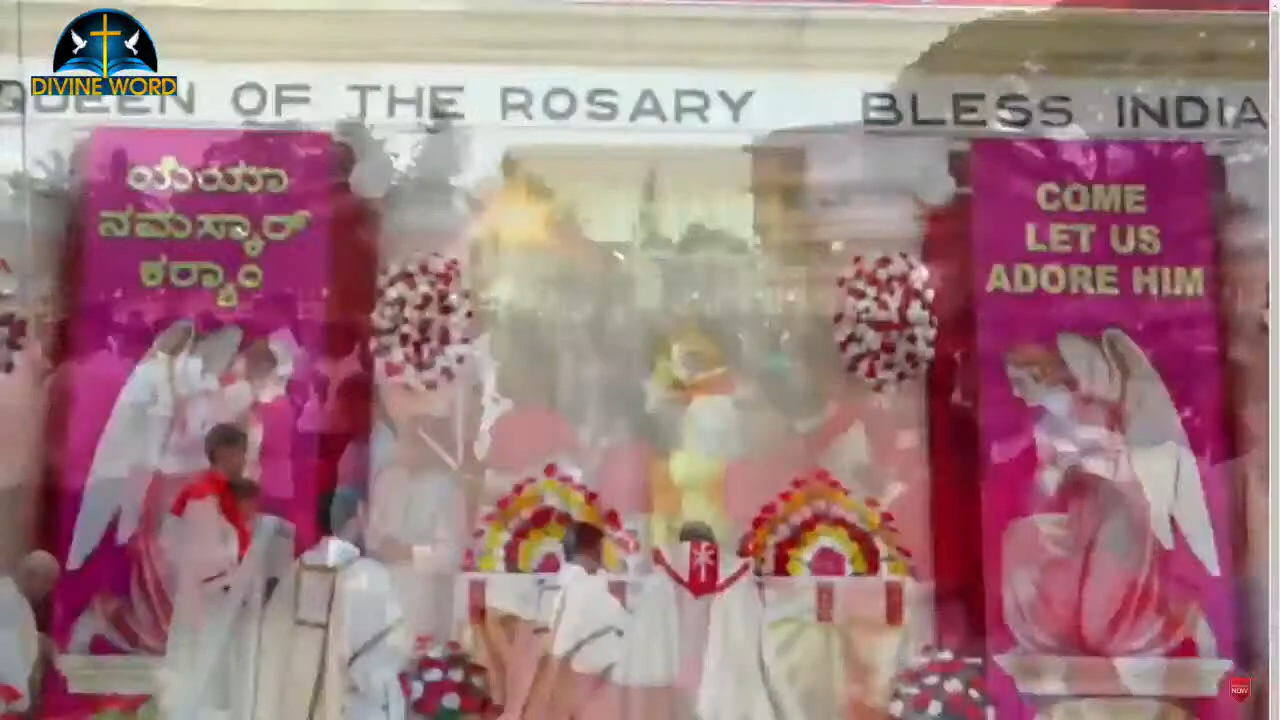 DIVINE WORD
QUEEN OF THE ROSARY BLESS INDIA
ಯೆಯಾ
ನಮಸ್ಕಾರ್
ಕರ್‍ಯಾಂ
COME
LET US
ADORE HIM